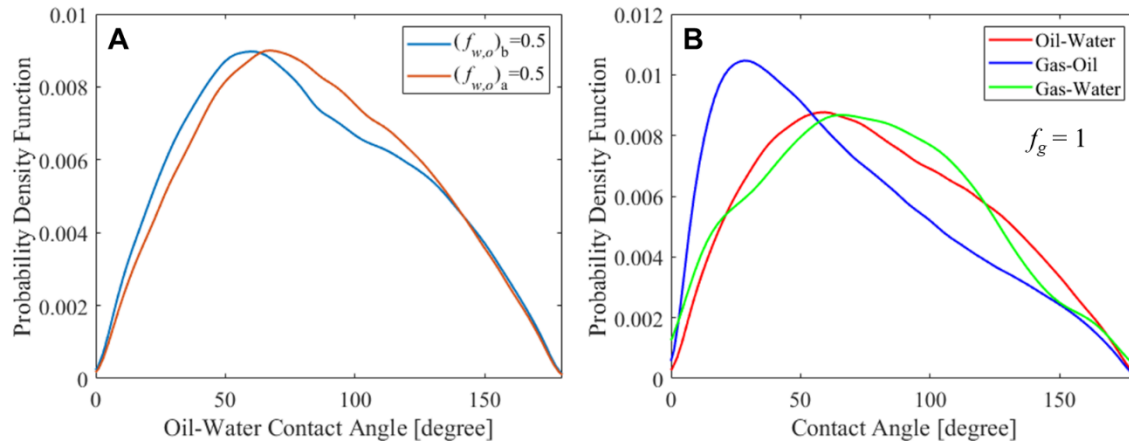 A
(f_{w,o})_b=0.5
(f_{w,o})_a=0.5
0.01
0.008
0.006
0.004
0.002
0
Probability Density Function
0 50 100 150
Oil-Water Contact Angle [degree]
B
Oil-Water
Gas-Oil
Gas-Water
f_g = 1
0.012
0.01
0.008
0.006
0.004
0.002
0
Probability Density Function
0 50 100 150
Contact Angle [degree]